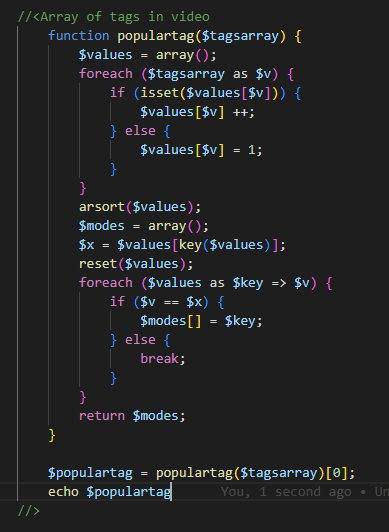 //<Array of tags in video
    function populartag($tagsarray) {
        $values = array();
        foreach ($tagsarray as $v) {
            if (isset($values[$v])) {
                $values[$v] ++;
            } else {
                $values[$v] = 1;
            }
        }
        arsort($values);
        $modes = array();
        $x = $values[key($values)];
        reset($values);
        foreach ($values as $key => $v) {
            if ($v == $x) {
                $modes[] = $key;
            } else {
                break;
            }
        }
        return $modes;
    }

    $populartag = populartag($tagsarray)[0];
    echo $populartag    You, 1 second ago • Un
//>